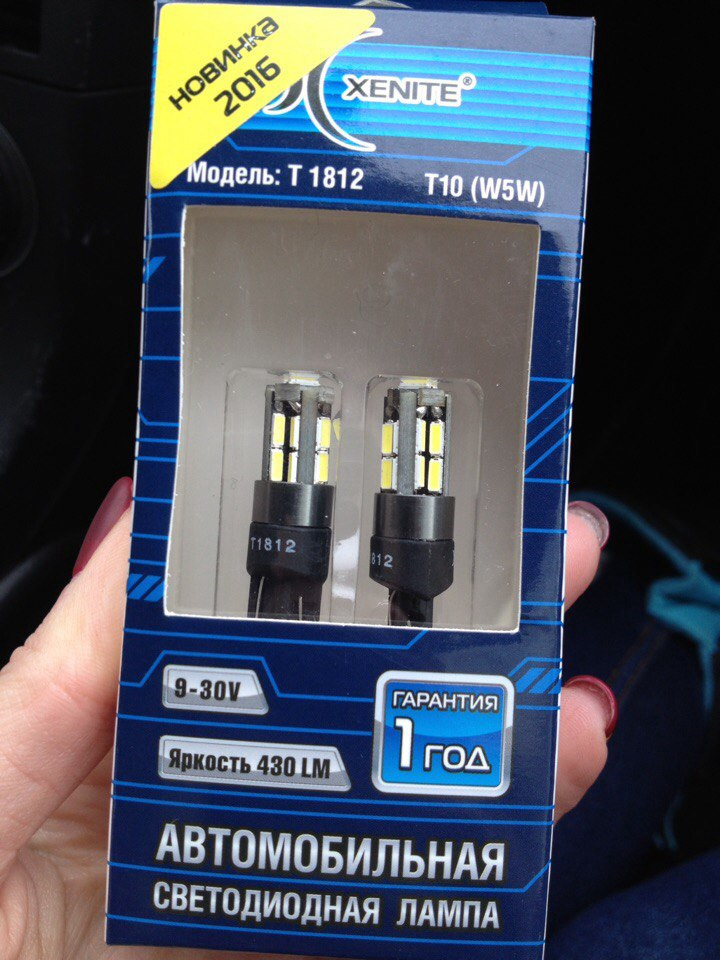 НОВИНКА
2016
XENITE®
Модель: T 1812
T10 (W5W)
T1812
812
9-30V
ГАРАНТИЯ
1 ГОД
Яркость 430 LM
АВТОМОБИЛЬНАЯ
СВЕТОДИОДНАЯ ЛАМПА